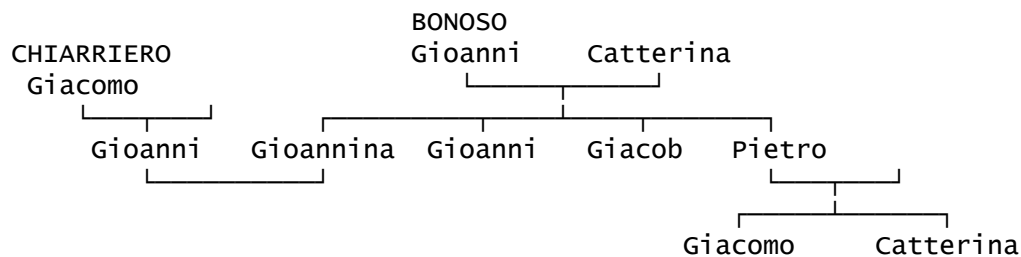 BONOSO
CHIARRIERO Gioanni Catterina
Giacomo
Gioanni Gioannina Gioanni Giacob Pietro
Giacomo Catterina